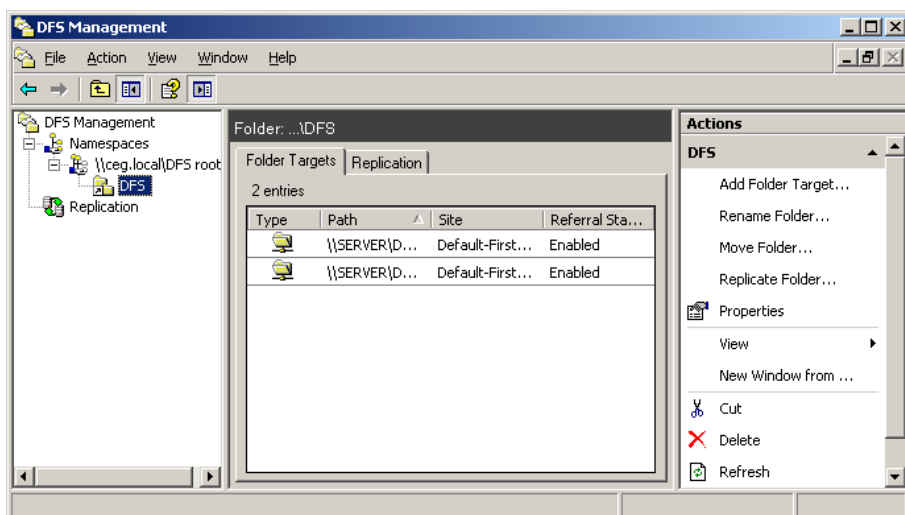 DFS Management
File Action View Window Help
DFS Management
Namespaces
\\ceg.local\DFS root
DFS
Replication
Folder: ...\DFS
Folder Targets Replication
2 entries
Type Path Site Referral Sta...
\\SERVER\D... Default-First... Enabled
\\SERVER\D... Default-First... Enabled
Actions
DFS
Add Folder Target...
Rename Folder...
Move Folder...
Replicate Folder...
Properties
View
New Window from ...
Cut
Delete
Refresh